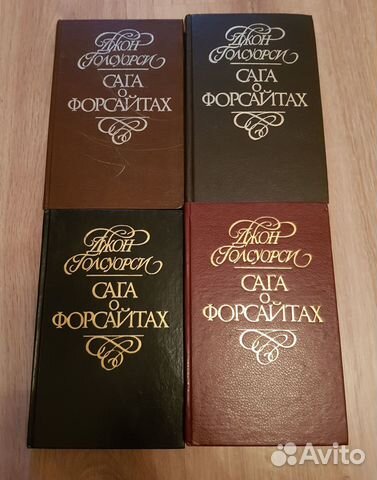 Джон
Голсуорси
САГА
О
ФОРСАЙТАХ
Джон
Голсуорси
САГА
О
ФОРСАЙТАХ
Джон
Голсуорси
САГА
О
ФОРСАЙТАХ
Джон
Голсуорси
САГА
О
ФОРСАЙТАХ
Avito